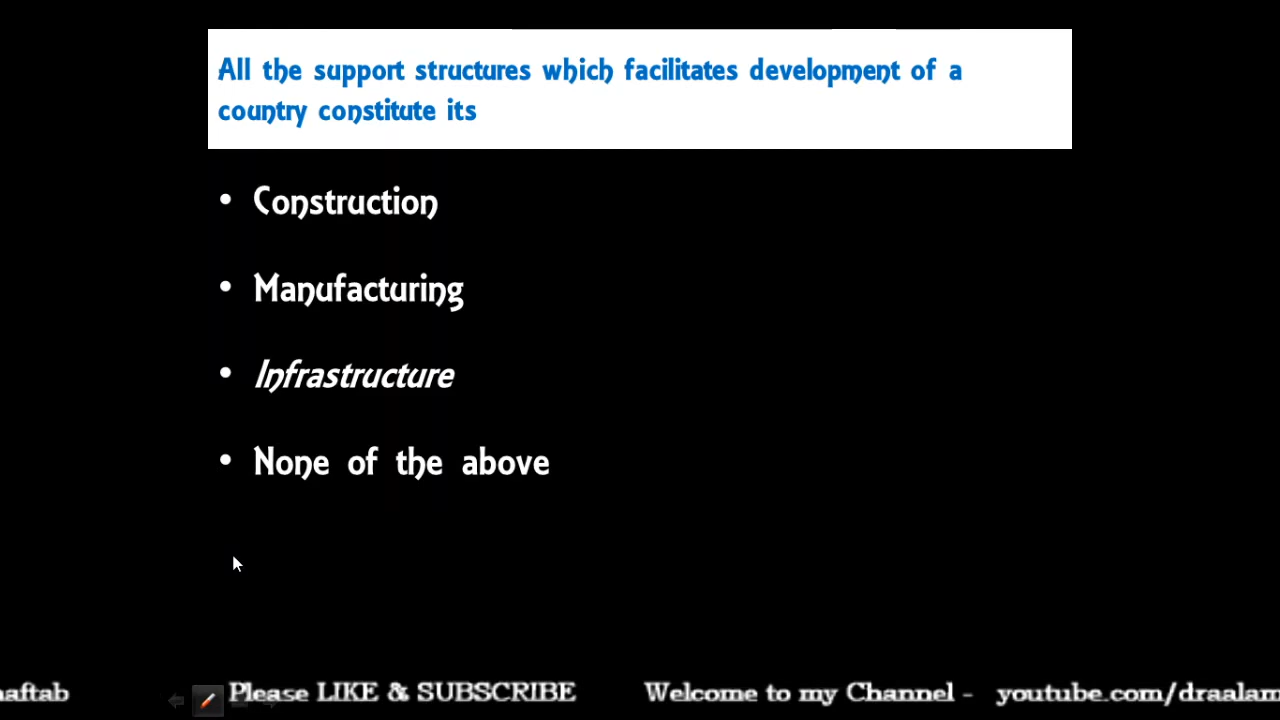 All the support structures which facilitates development of a
country constitute its
• Construction
• Manufacturing
• Infrastructure
• None of the above
aftab Please LIKE & SUBSCRIBE Welcome to my Channel - youtube.com/draalam